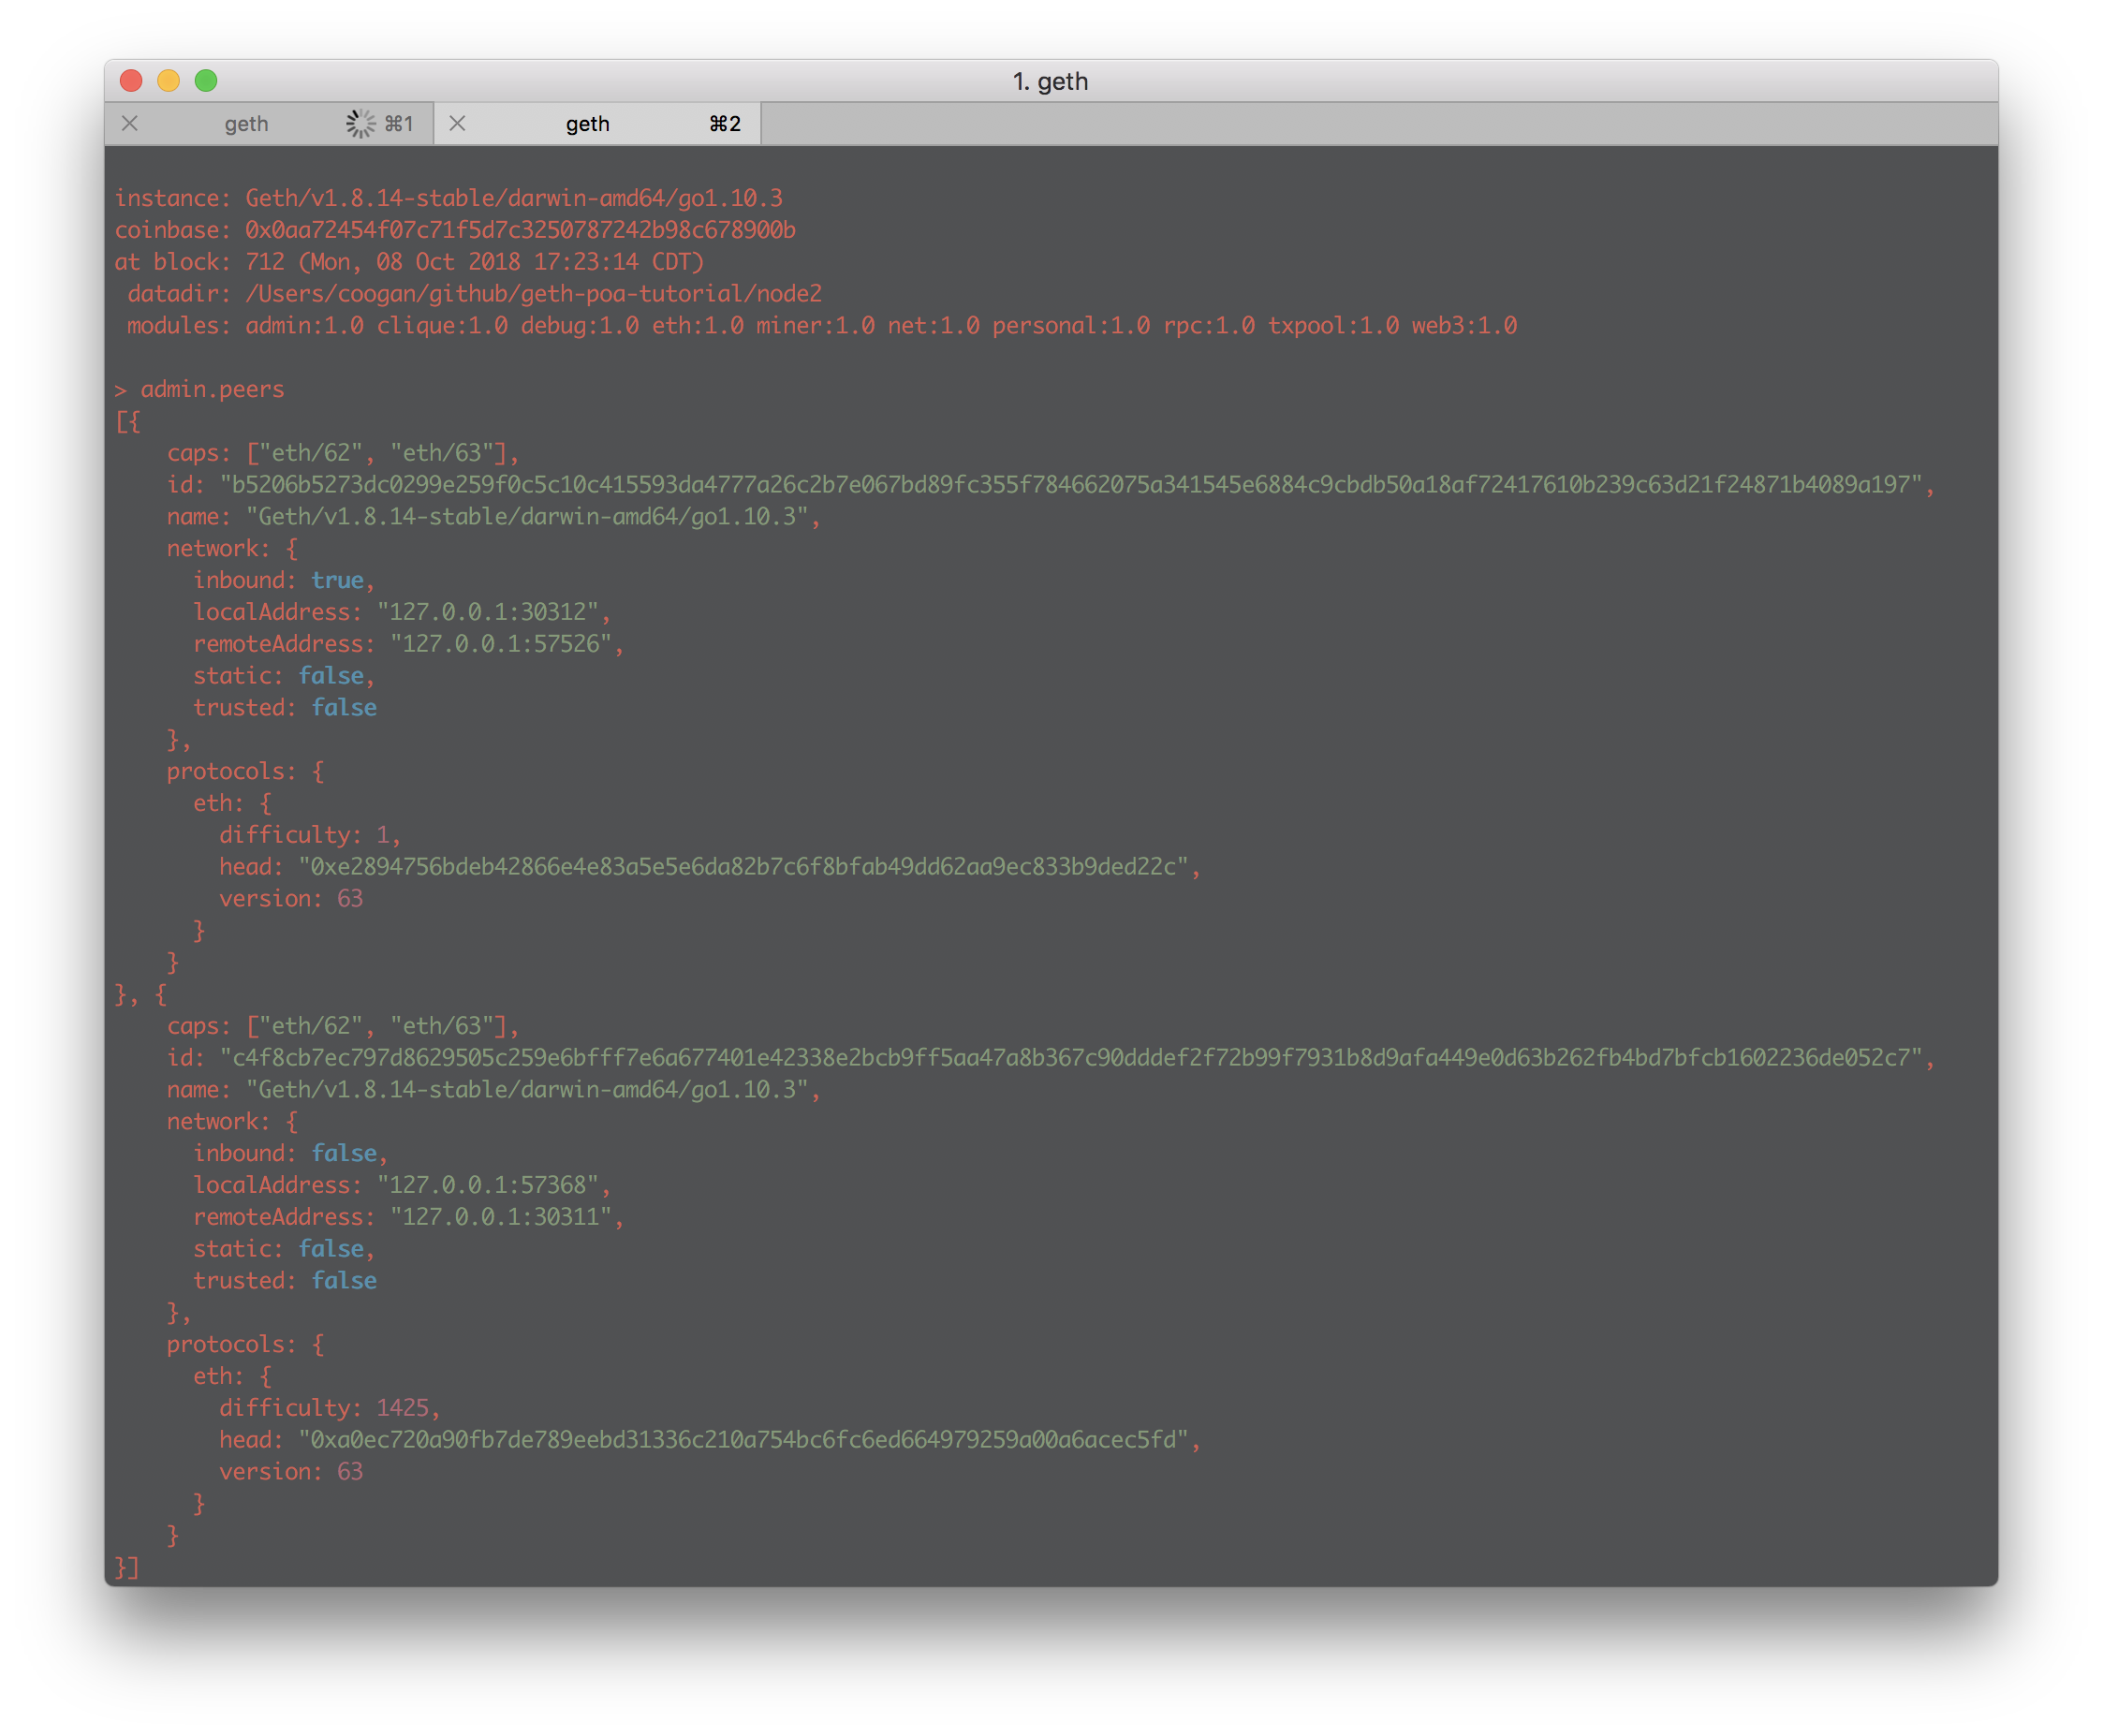 1. geth
geth ⌘1 geth ⌘2
instance: Geth/v1.8.14-stable/darwin-amd64/go1.10.3
coinbase: 0x0aa72454f07c71f5d7c3250787242b98c678900b
at block: 712 (Mon, 08 Oct 2018 17:23:14 CDT)
 datadir: /Users/coogan/github/geth-poa-tutorial/node2
 modules: admin:1.0 clique:1.0 debug:1.0 eth:1.0 miner:1.0 net:1.0 personal:1.0 rpc:1.0 txpool:1.0 web3:1.0
> admin.peers
[{
    caps: ["eth/62", "eth/63"],
    id: "b5206b5273dc0299e259f0c5c10c415593da4777a26c2b7e067bd89fc355f784662075a341545e6884c9cbdb50a18af72417610b239c63d21f24871b4089a197",
    name: "Geth/v1.8.14-stable/darwin-amd64/go1.10.3",
    network: {
      inbound: true,
      localAddress: "127.0.0.1:30312",
      remoteAddress: "127.0.0.1:57526",
      static: false,
      trusted: false
    },
    protocols: {
      eth: {
        difficulty: 1,
        head: "0xe2894756bdeb42866e4e83a5e5e6da82b7c6f8bfab49dd62aa9ec833b9ded22c",
        version: 63
      }
    }
}, {
    caps: ["eth/62", "eth/63"],
    id: "c4f8cb7ec797d8629505c259e6bfff7e6a677401e42338e2bcb9ff5aa47a8b367c90dddef2f72b99f7931b8d9afa449e0d63b262fb4bd7bfcb1602236de052c7",
    name: "Geth/v1.8.14-stable/darwin-amd64/go1.10.3",
    network: {
      inbound: false,
      localAddress: "127.0.0.1:57368",
      remoteAddress: "127.0.0.1:30311",
      static: false,
      trusted: false
    },
    protocols: {
      eth: {
        difficulty: 1425,
        head: "0xa0ec720a90fb7de789eebd31336c210a754bc6fc6ed664979259a00a6acec5fd",
        version: 63
      }
    }
}]